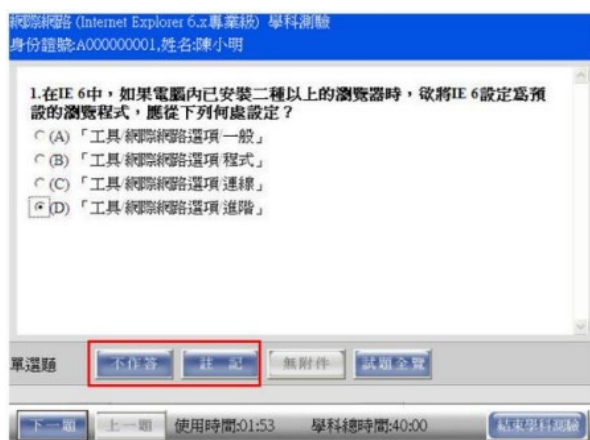 網際網路 (Internet Explorer 6.x專業級) 學科測驗
身份證號:A000000001,姓名:陳小明
1.在IE 6中，如果電腦內已安裝二種以上的瀏覽器時，欲將IE 6設定為預
設的瀏覽程式，應從下列何處設定？
(A) 「工具/網際網路選項/一般」
(B) 「工具/網際網路選項/程式」
(C) 「工具/網際網路選項/連線」
(D) 「工具/網際網路選項/進階」
單選題 不作答 註 記 無附件 試題全覽
下一題 上一題 使用時間:01:53 學科總時間:40:00 結束學科測驗